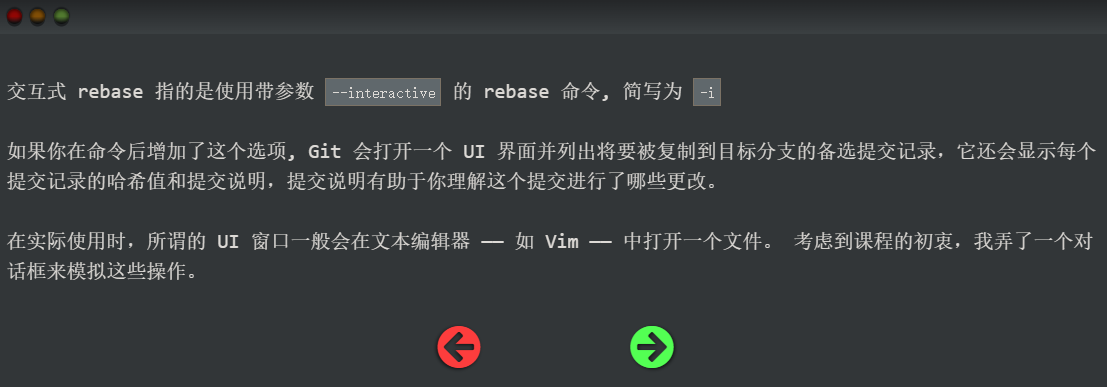 交互式 rebase 指的是使用带参数 --interactive 的 rebase 命令, 简写为 -i
如果你在命令后增加了这个选项, Git 会打开一个 UI 界面并列出将要被复制到目标分支的备选提交记录，它还会显示每个
提交记录的哈希值和提交说明，提交说明有助于你理解这个提交进行了哪些更改。
在实际使用时，所谓的 UI 窗口一般会在文本编辑器 —— 如 Vim —— 中打开一个文件。 考虑到课程的初衷，我弄了一个对
话框来模拟这些操作。